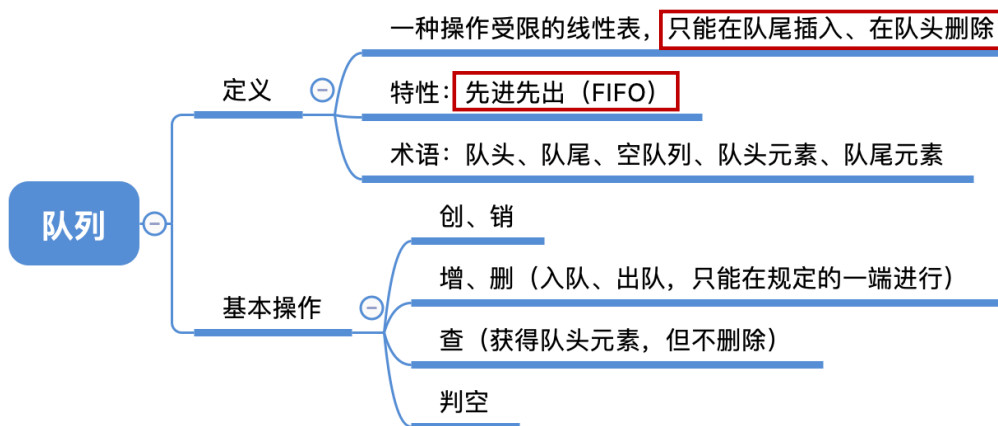 一种操作受限的线性表，只能在队尾插入、在队头删除
定义
特性：先进先出（FIFO）
术语：队头、队尾、空队列、队头元素、队尾元素
队列
创、销
增、删（入队、出队，只能在规定的一端进行）
基本操作
查（获得队头元素，但不删除）
判空